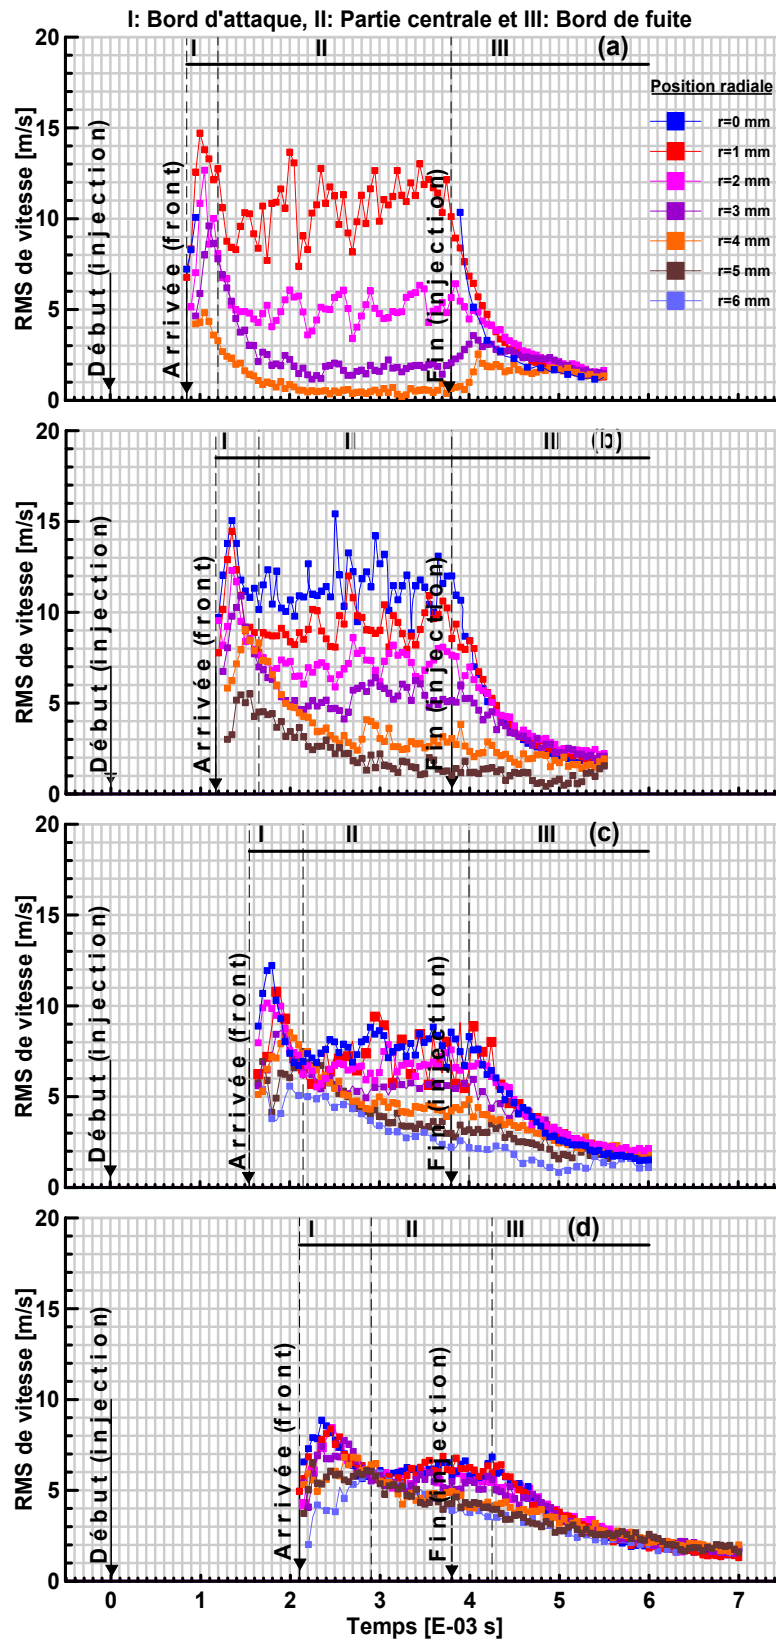 I: Bord d'attaque, II: Partie centrale et III: Bord de fuite
I II III (a)
Position radiale
r=0 mm
r=1 mm
r=2 mm
r=3 mm
r=4 mm
r=5 mm
r=6 mm
RMS de vitesse [m/s]
20
15
10
5
0
Début (injection)
Arrivée (front)
Fin (injection)
I II III (b)
RMS de vitesse [m/s]
20
15
10
5
0
Début (injection)
Arrivée (front)
Fin (injection)
I II III (c)
RMS de vitesse [m/s]
20
15
10
5
0
Début (injection)
Arrivée (front)
Fin (injection)
I II III (d)
RMS de vitesse [m/s]
20
15
10
5
0
Début (injection)
Arrivée (front)
Fin (injection)
0 1 2 3 4 5 6 7
Temps [E-03 s]